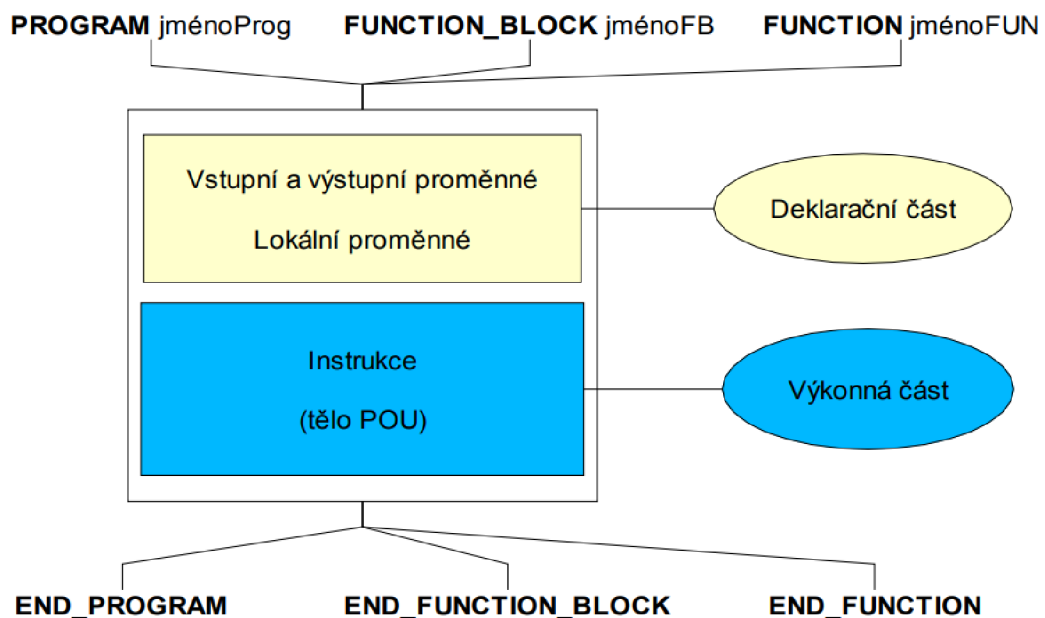 PROGRAM jménoProg FUNCTION_BLOCK jménoFB FUNCTION jménoFUN
Vstupní a výstupní proměnné
Lokální proměnné
Deklarační část
Instrukce
(tělo POU)
Výkonná část
END_PROGRAM END_FUNCTION_BLOCK END_FUNCTION